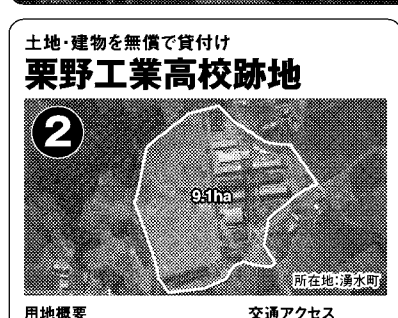 土地・建物を無償で貸付け
栗野工業高校跡地
2
9.1ha
所在地:湧水町
用地概要
交通アクセス